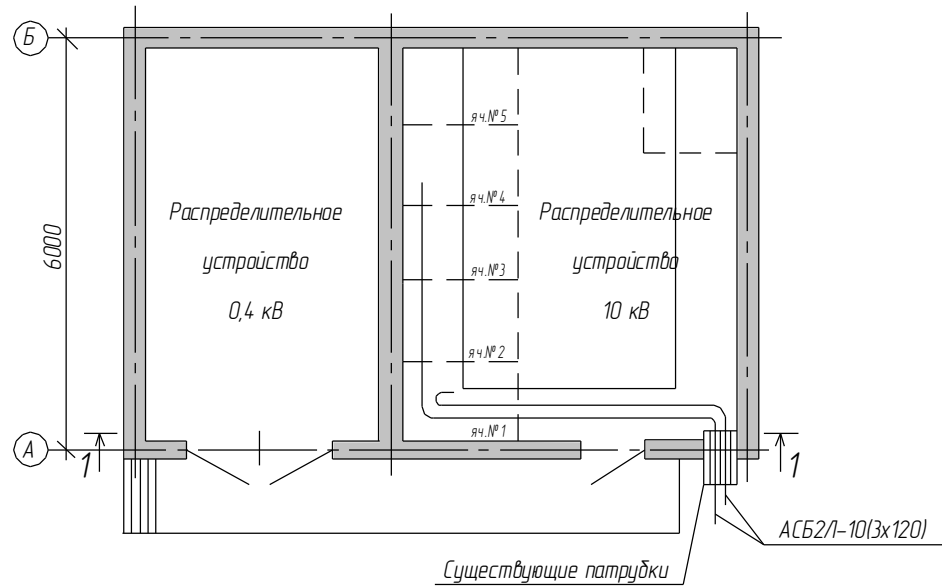 Б
яч.№5
Распределительное
устройство
0,4 кВ
яч.№4
Распределительное
устройство
10 кВ
6000
яч.№3
яч.№2
яч.№1
А
1
1
АСБ2Л-10(3х120)
Существующие патрубки